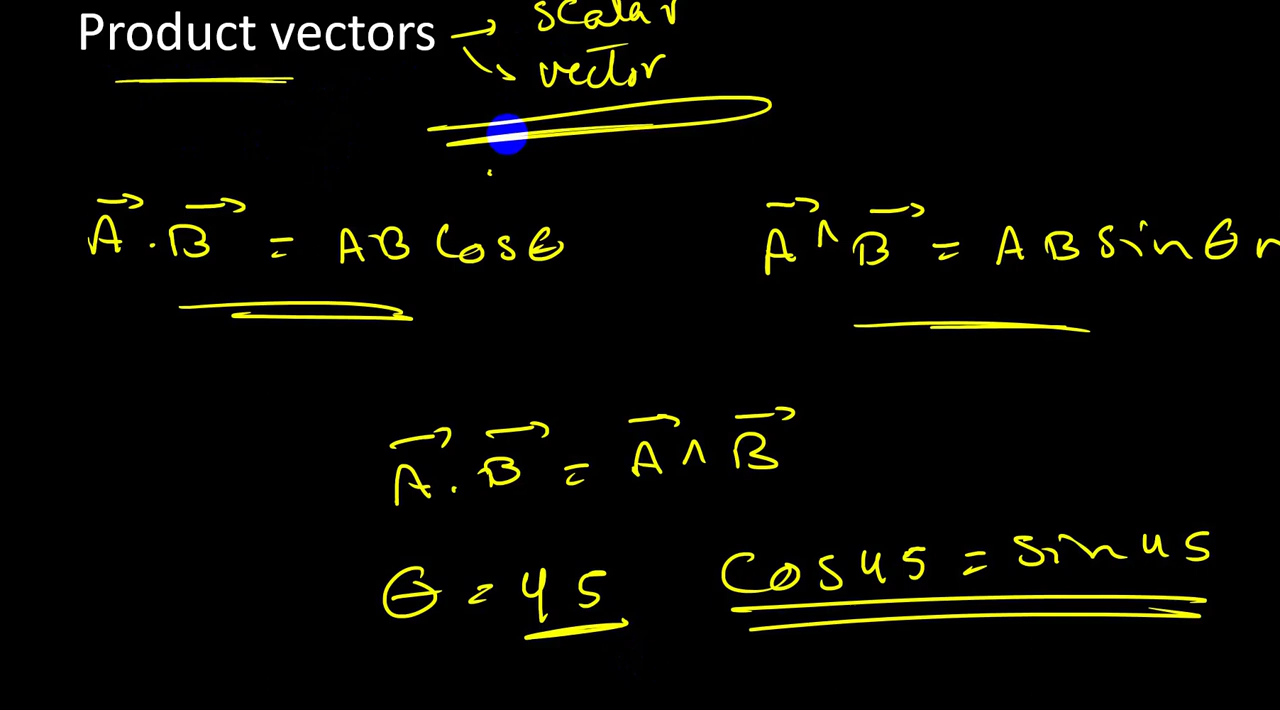 Product vectors → scalar
↘ vector
A⃗ . B⃗ = AB cosθ
A⃗ ∧ B⃗ = AB sinθ n
A⃗ . B⃗ = A⃗ ∧ B⃗
θ = 45
Cos45 = sin45